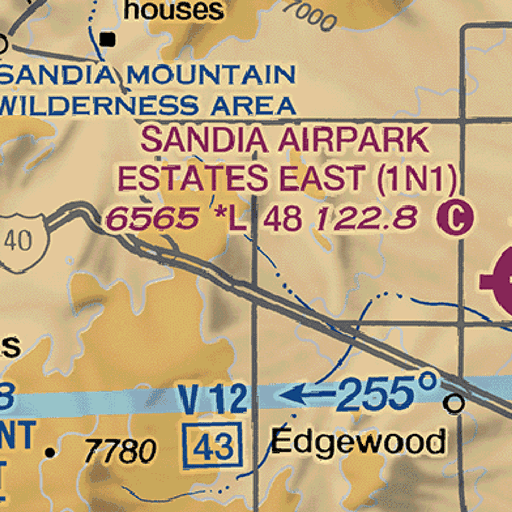 houses
7000
SANDIA MOUNTAIN
WILDERNESS AREA
SANDIA AIRPARK
ESTATES EAST (1N1)
6565 *L 48 122.8 C
40
V 12
255°
43
7780
Edgewood